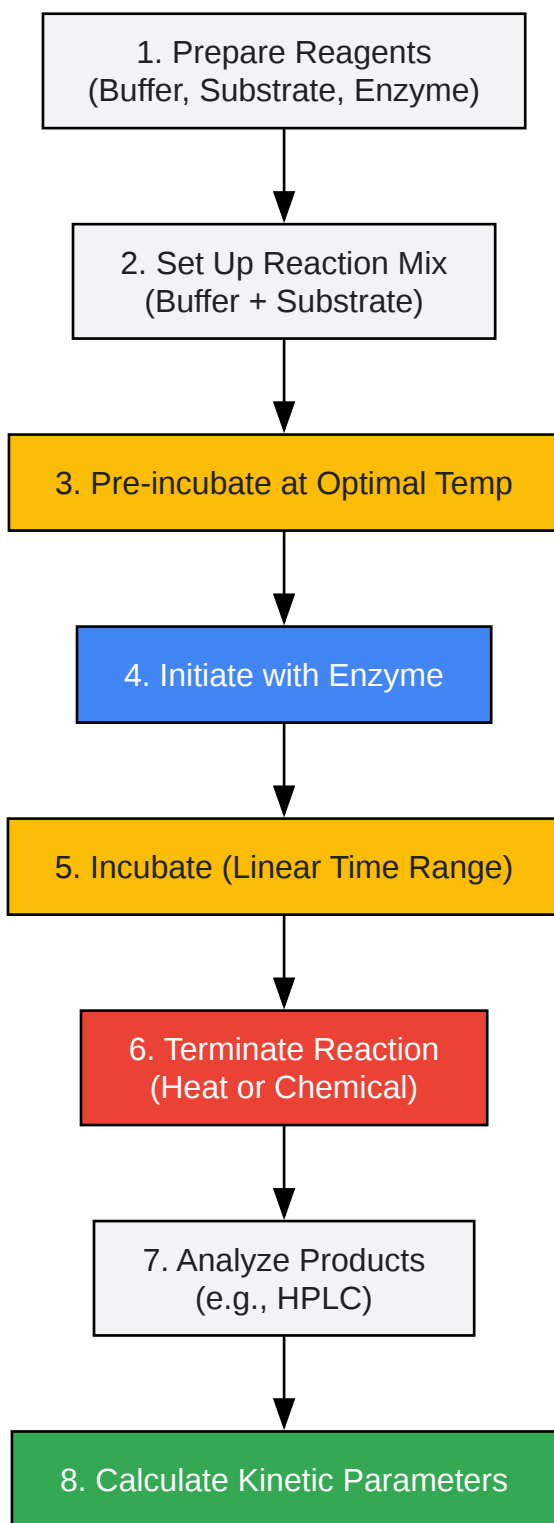 1. Prepare Reagents
(Buffer, Substrate, Enzyme)
2. Set Up Reaction Mix
(Buffer + Substrate)
3. Pre-incubate at Optimal Temp
4. Initiate with Enzyme
5. Incubate (Linear Time Range)
6. Terminate Reaction
(Heat or Chemical)
7. Analyze Products
(e.g., HPLC)
8. Calculate Kinetic Parameters